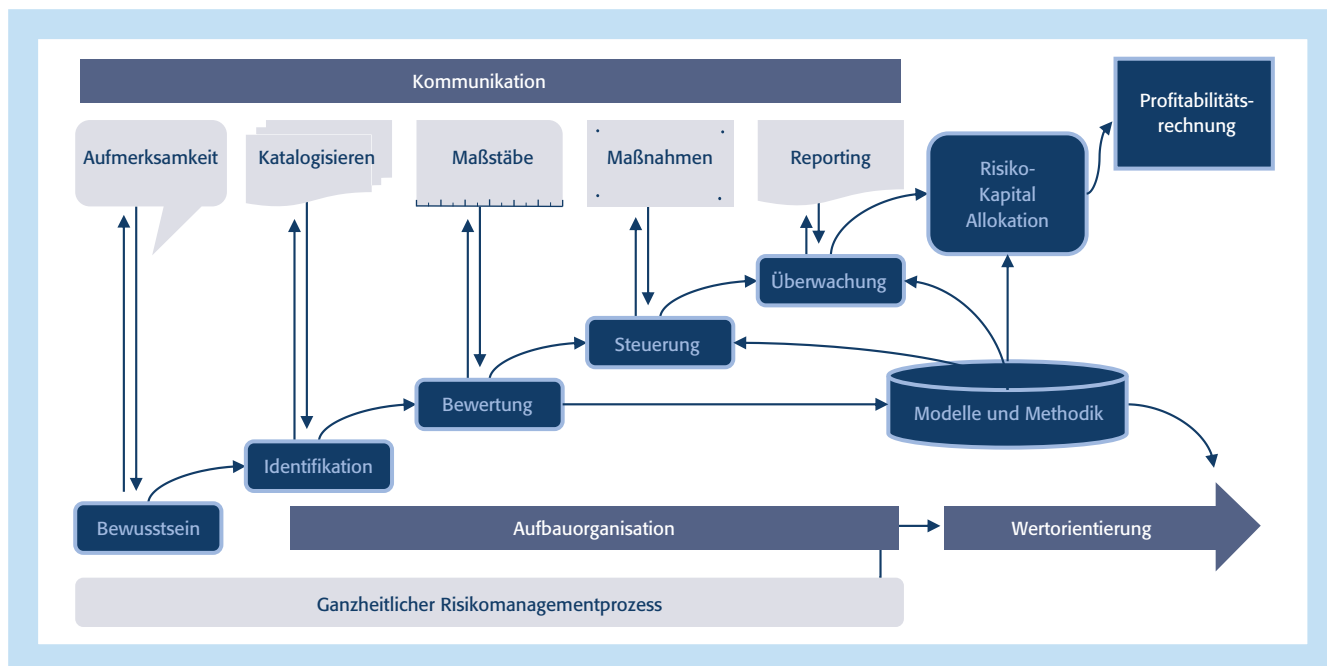 Kommunikation
Profitabilitäts-
rechnung
Aufmerksamkeit
Katalogisieren
Maßstäbe
Maßnahmen
Reporting
Risiko-
Kapital
Allokation
Überwachung
Steuerung
Bewertung
Modelle und Methodik
Identifikation
Bewusstsein
Aufbauorganisation
Wertorientierung
Ganzheitlicher Risikomanagementprozess